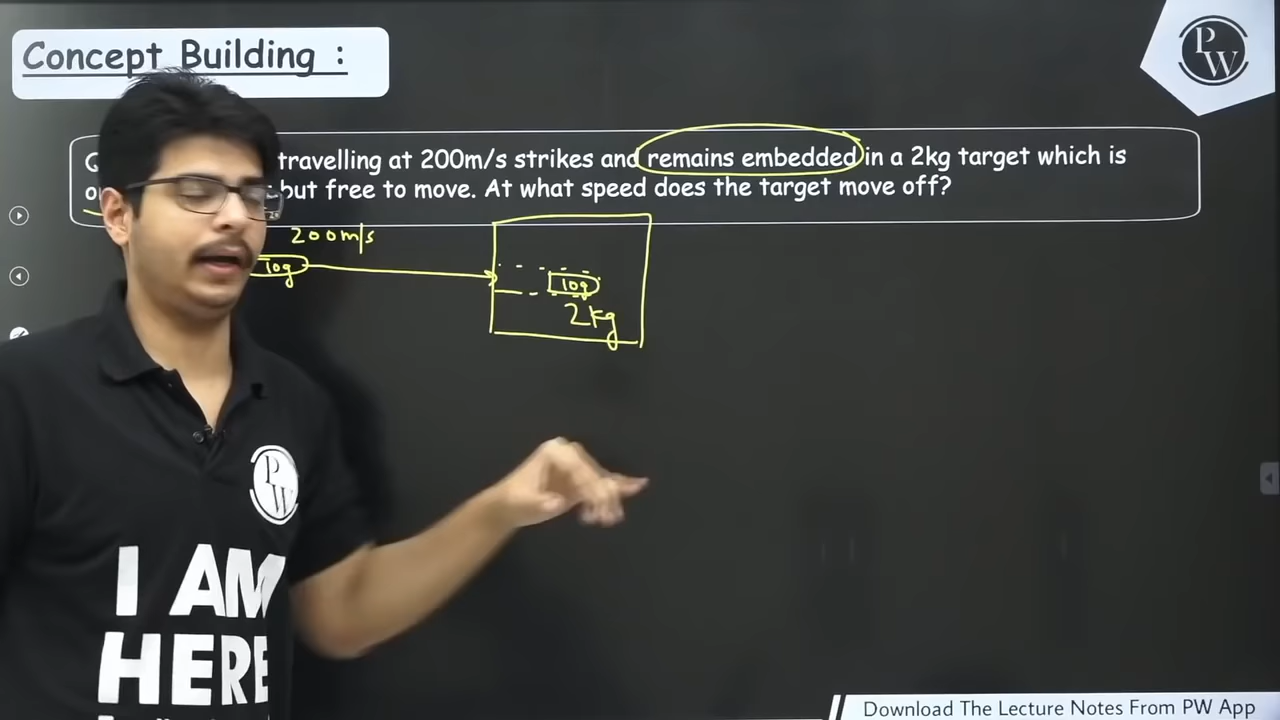 Concept Building :
PW
travelling at 200m/s strikes and remains embedded in a 2kg target which is
but free to move. At what speed does the target move off?
200m/s
10g
10g
2kg
PW
I AM
HERE
Download The Lecture Notes From PW App